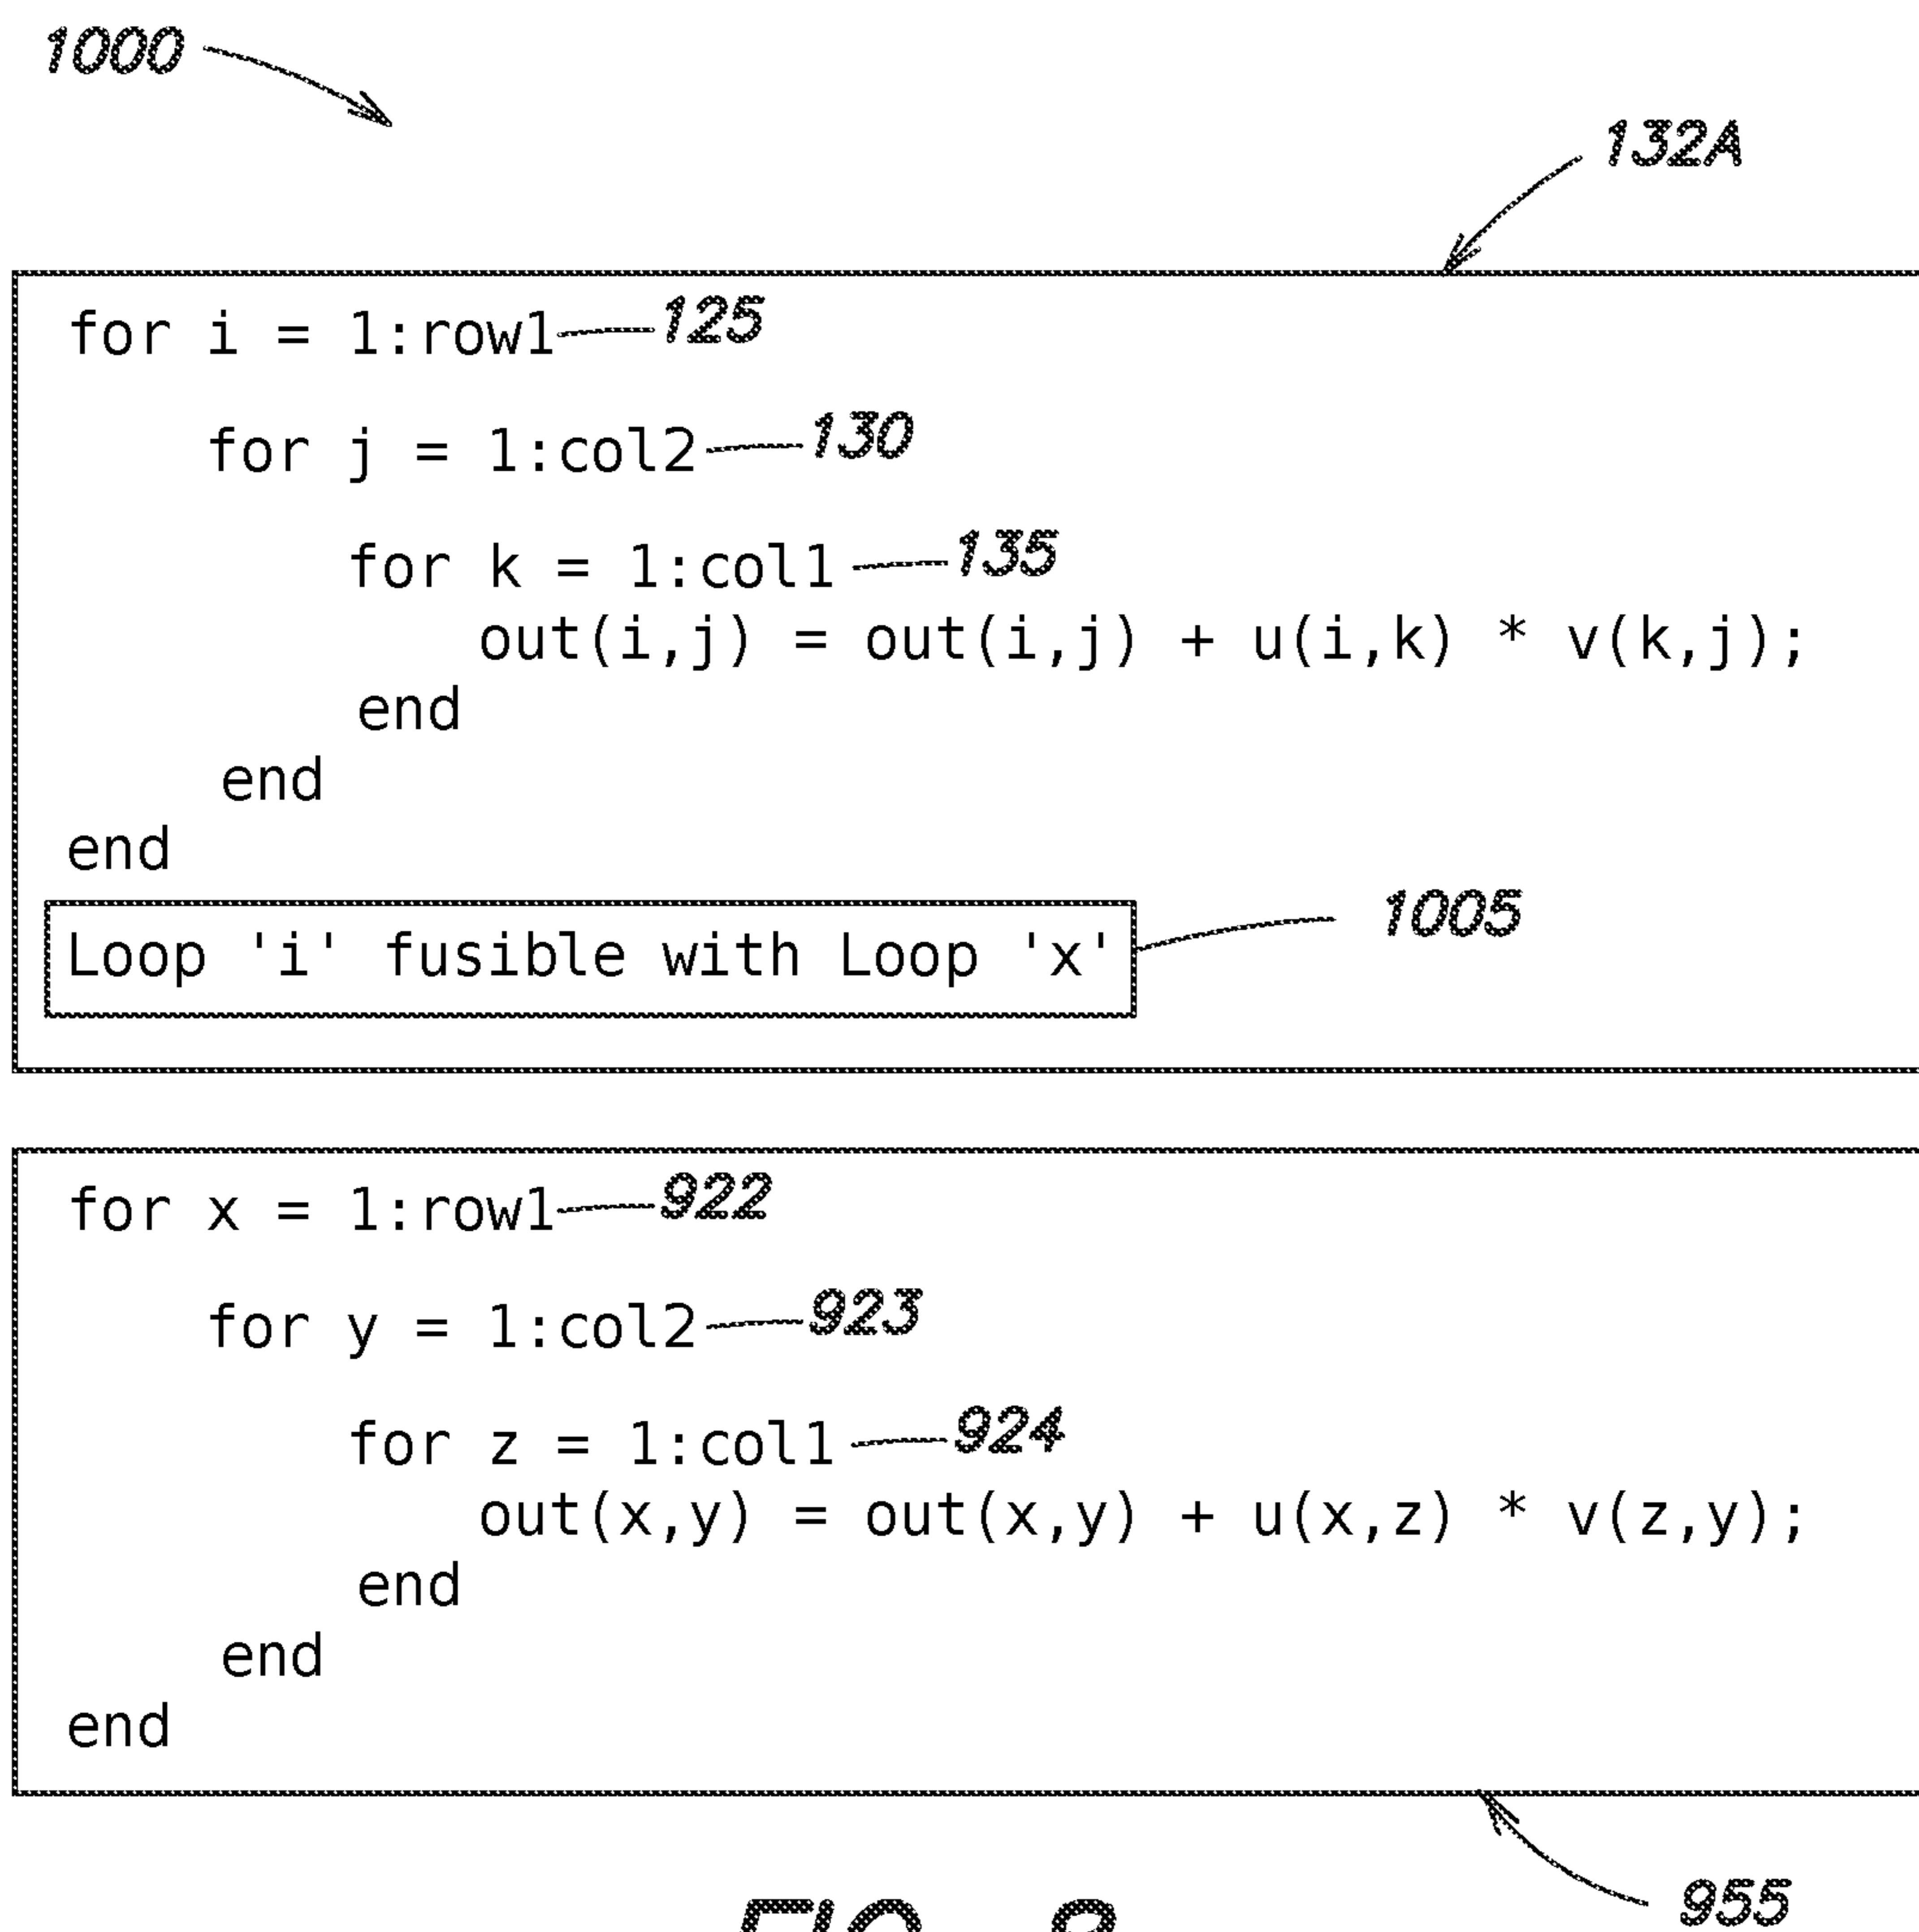 1000
132A
for i = 1:row1 125
for j = 1:col2 130
for k = 1:col1 135
out(i,j) = out(i,j) + u(i,k) * v(k,j);
end
end
end
Loop 'i' fusible with Loop 'x' 1005
for x = 1:row1 922
for y = 1:col2 923
for z = 1:col1 924
out(x,y) = out(x,y) + u(x,z) * v(z,y);
end
end
end
955
FIG.